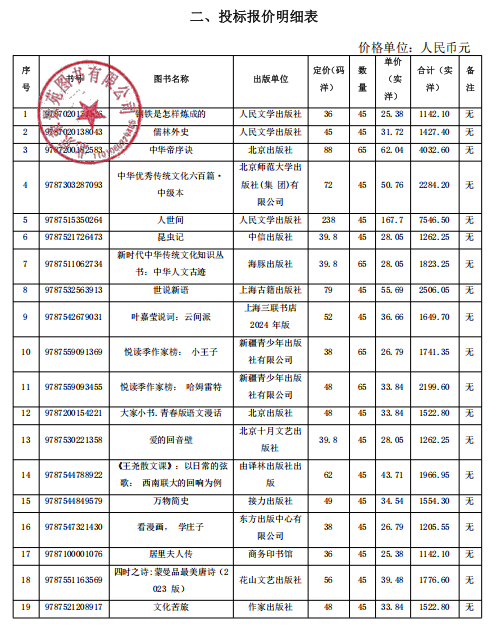 二、投标报价明细表
价格单位：人民币元
序号 书号 图书名称 出版单位 定价(码洋) 数量 单价(实洋) 合计(实洋) 备注
1 钢铁是怎样炼成的 人民文学出版社 36 45 25.38 1142.10 无
2 9787020138043 儒林外史 人民文学出版社 45 45 31.72 1427.40 无
3 中华帝序诀 北京出版社 88 65 62.04 4032.60 无
4 9787303287093 中华优秀传统文化六百篇·中级本 北京师范大学出版社(集 团)有限公司 72 45 50.76 2284.20 无
5 9787515350264 人世间 人民文学出版社 238 45 167.7 7546.50 无
6 9787521726473 昆虫记 中信出版社 39.8 45 28.05 1262.25 无
7 9787511062734 新时代中华传统文化知识丛书：中华人文古迹 海豚出版社 39.8 65 28.05 1823.25 无
8 9787532563913 世说新语 上海古籍出版社 79 45 55.69 2506.05 无
9 9787542679031 叶嘉莹说词：云间派 上海三联书店 2024 年版 52 45 36.66 1649.70 无
10 9787559091369 悦读季作家榜： 小王子 新疆青少年出版社有限公司 38 65 26.79 1741.35 无
11 9787559093455 悦读季作家榜： 哈姆雷特 新疆青少年出版社有限公司 48 65 33.84 2199.60 无
12 9787200154221 大家小书.青春版语文漫话 北京出版社 48 45 33.84 1522.80 无
13 9787530221358 爱的回音壁 北京十月文艺出版社 39.8 45 28.05 1262.25 无
14 9787544788922 《王尧散文课》：以日常的弦歌： 西南联大的回响为例 由译林出版社出版 62 45 43.71 1966.95 无
15 9787544849579 万物简史 接力出版社 49 45 34.54 1554.30 无
16 9787547321430 看漫画， 学庄子 东方出版中心有限公司 38 45 26.79 1205.55 无
17 9787100001076 居里夫人传 商务印书馆 36 45 25.38 1142.10 无
18 9787551163569 四时之诗:蒙曼品最美唐诗（2023 版） 花山文艺出版社 56 45 39.48 1776.60 无
19 9787521208917 文化苦旅 作家出版社 48 45 33.84 1522.80 无